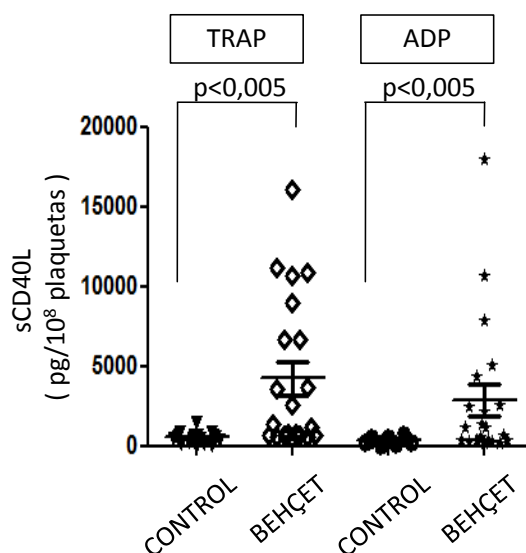 TRAP
ADP
p<0,005
p<0,005
20000
15000
10000
5000
0
sCD40L
( pg/10⁸ plaquetas )
CONTROL
BEHÇET
CONTROL
BEHÇET